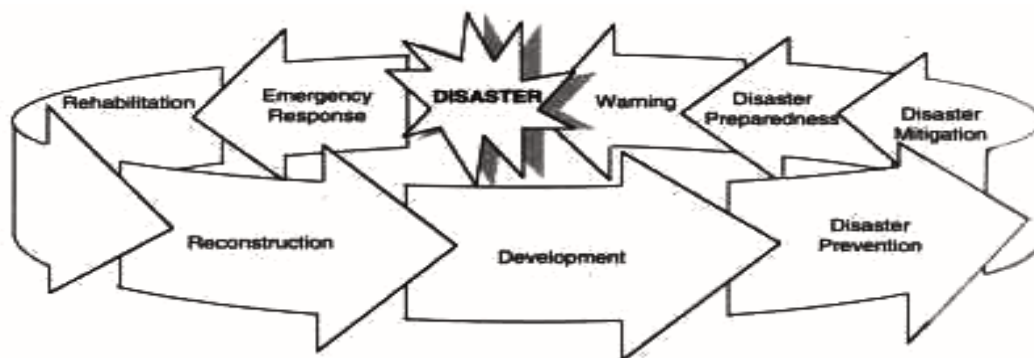 Rehabilitation
Emergency
Response
DISASTER
Warning
Disaster
Preparedness
Disaster
Mitigation
Reconstruction
Development
Disaster
Prevention